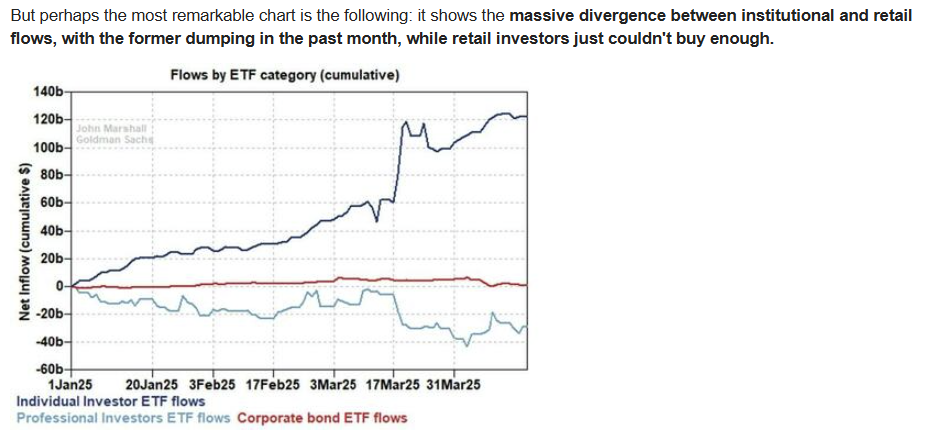 But perhaps the most remarkable chart is the following: it shows the massive divergence between institutional and retail
flows, with the former dumping in the past month, while retail investors just couldn't buy enough.
Flows by ETF category (cumulative)
Net Inflow (cumulative $)
140b
120b
100b
80b
60b
40b
20b
0
-20b
-40b
-60b
John Marshall
Goldman Sachs
1Jan25 20Jan25 3Feb25 17Feb25 3Mar25 17Mar25 31Mar25
Individual Investor ETF flows
Professional Investors ETF flows Corporate bond ETF flows